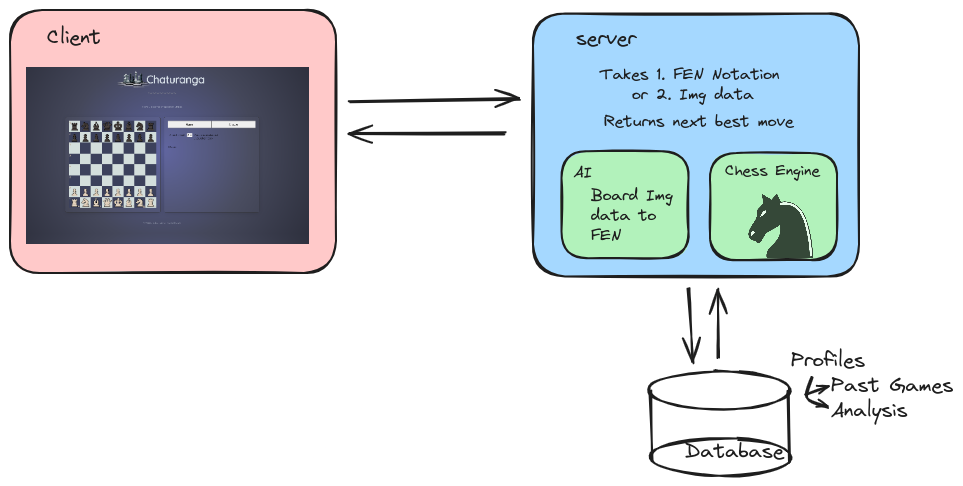 Client
Chaturanga
server
Takes 1. FEN Notation
or 2. Img data
Returns next best move
AI
Board Img
data to
FEN
Chess Engine
Profiles
Past Games
Analysis
Database